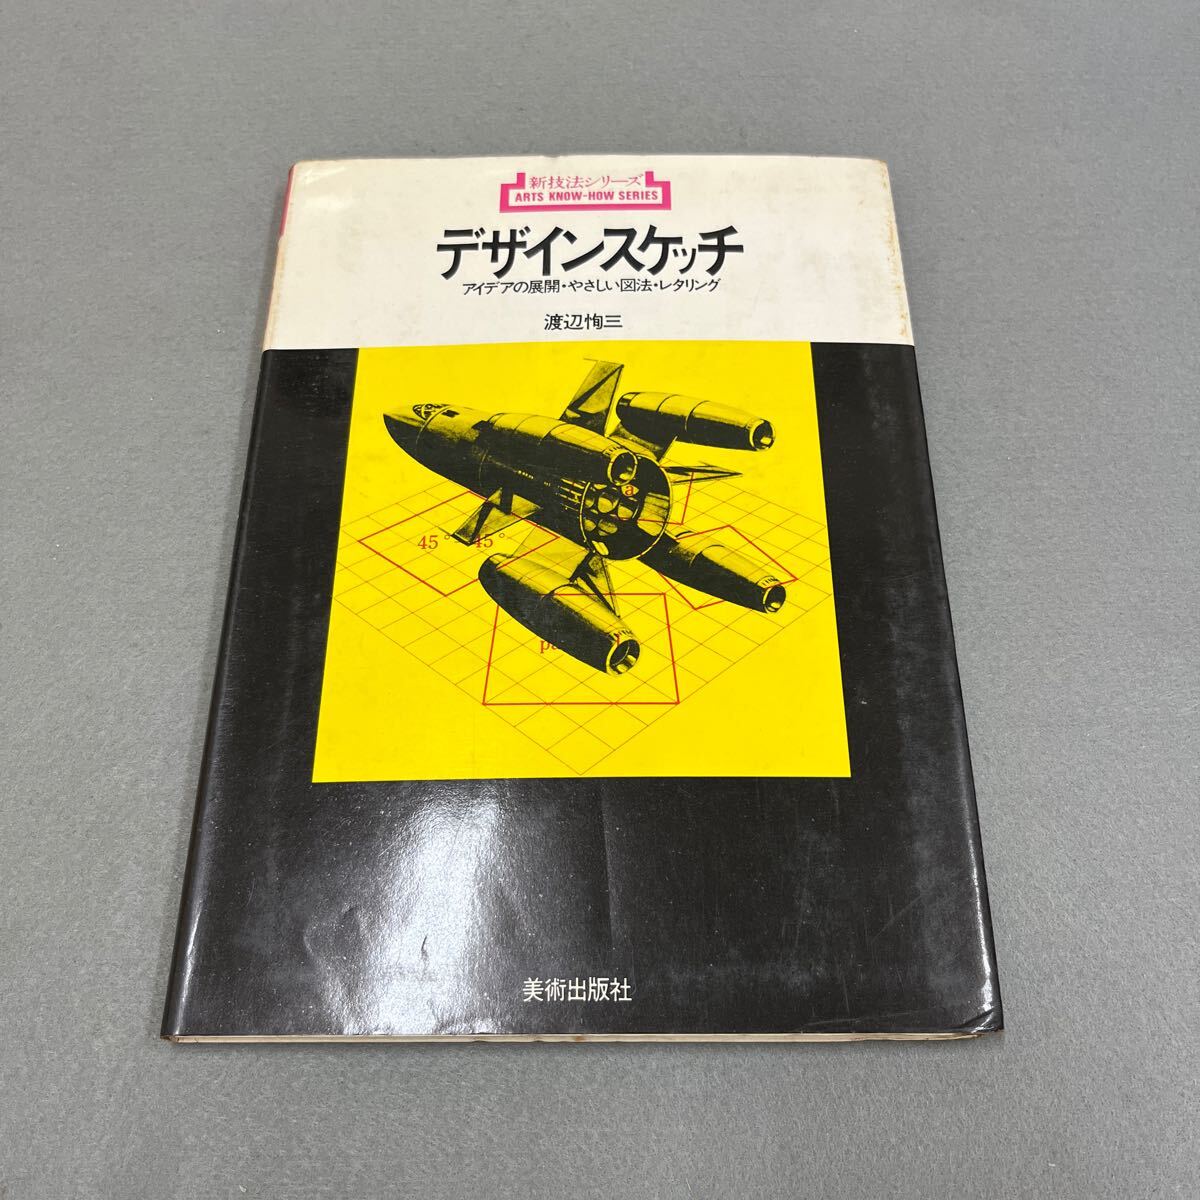 新技法シリーズ
ARTS KNOW-HOW SERIES
デザインスケッチ
アイデアの展開・やさしい図法・レタリング
渡辺恂三
a
45° 45°
美術出版社